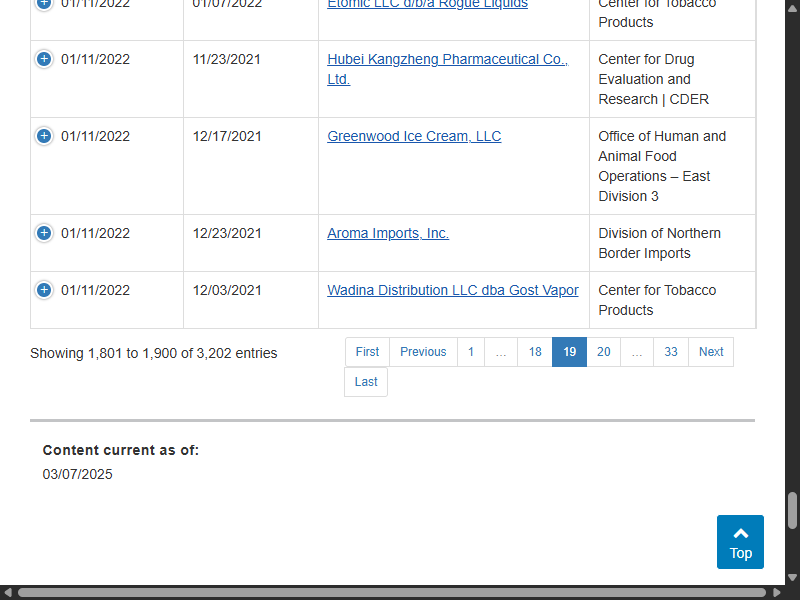 01/11/2022 01/07/2022 Etomic LLC d/b/a Rogue Liquids Center for Tobacco
Products
01/11/2022 11/23/2021 Hubei Kangzheng Pharmaceutical Co., Center for Drug
Ltd. Evaluation and
Research | CDER
01/11/2022 12/17/2021 Greenwood Ice Cream, LLC Office of Human and
Animal Food
Operations – East
Division 3
01/11/2022 12/23/2021 Aroma Imports, Inc. Division of Northern
Border Imports
01/11/2022 12/03/2021 Wadina Distribution LLC dba Gost Vapor Center for Tobacco
Products
Showing 1,801 to 1,900 of 3,202 entries First Previous 1 … 18 19 20 … 33 Next
Last
Content current as of:
03/07/2025
Top